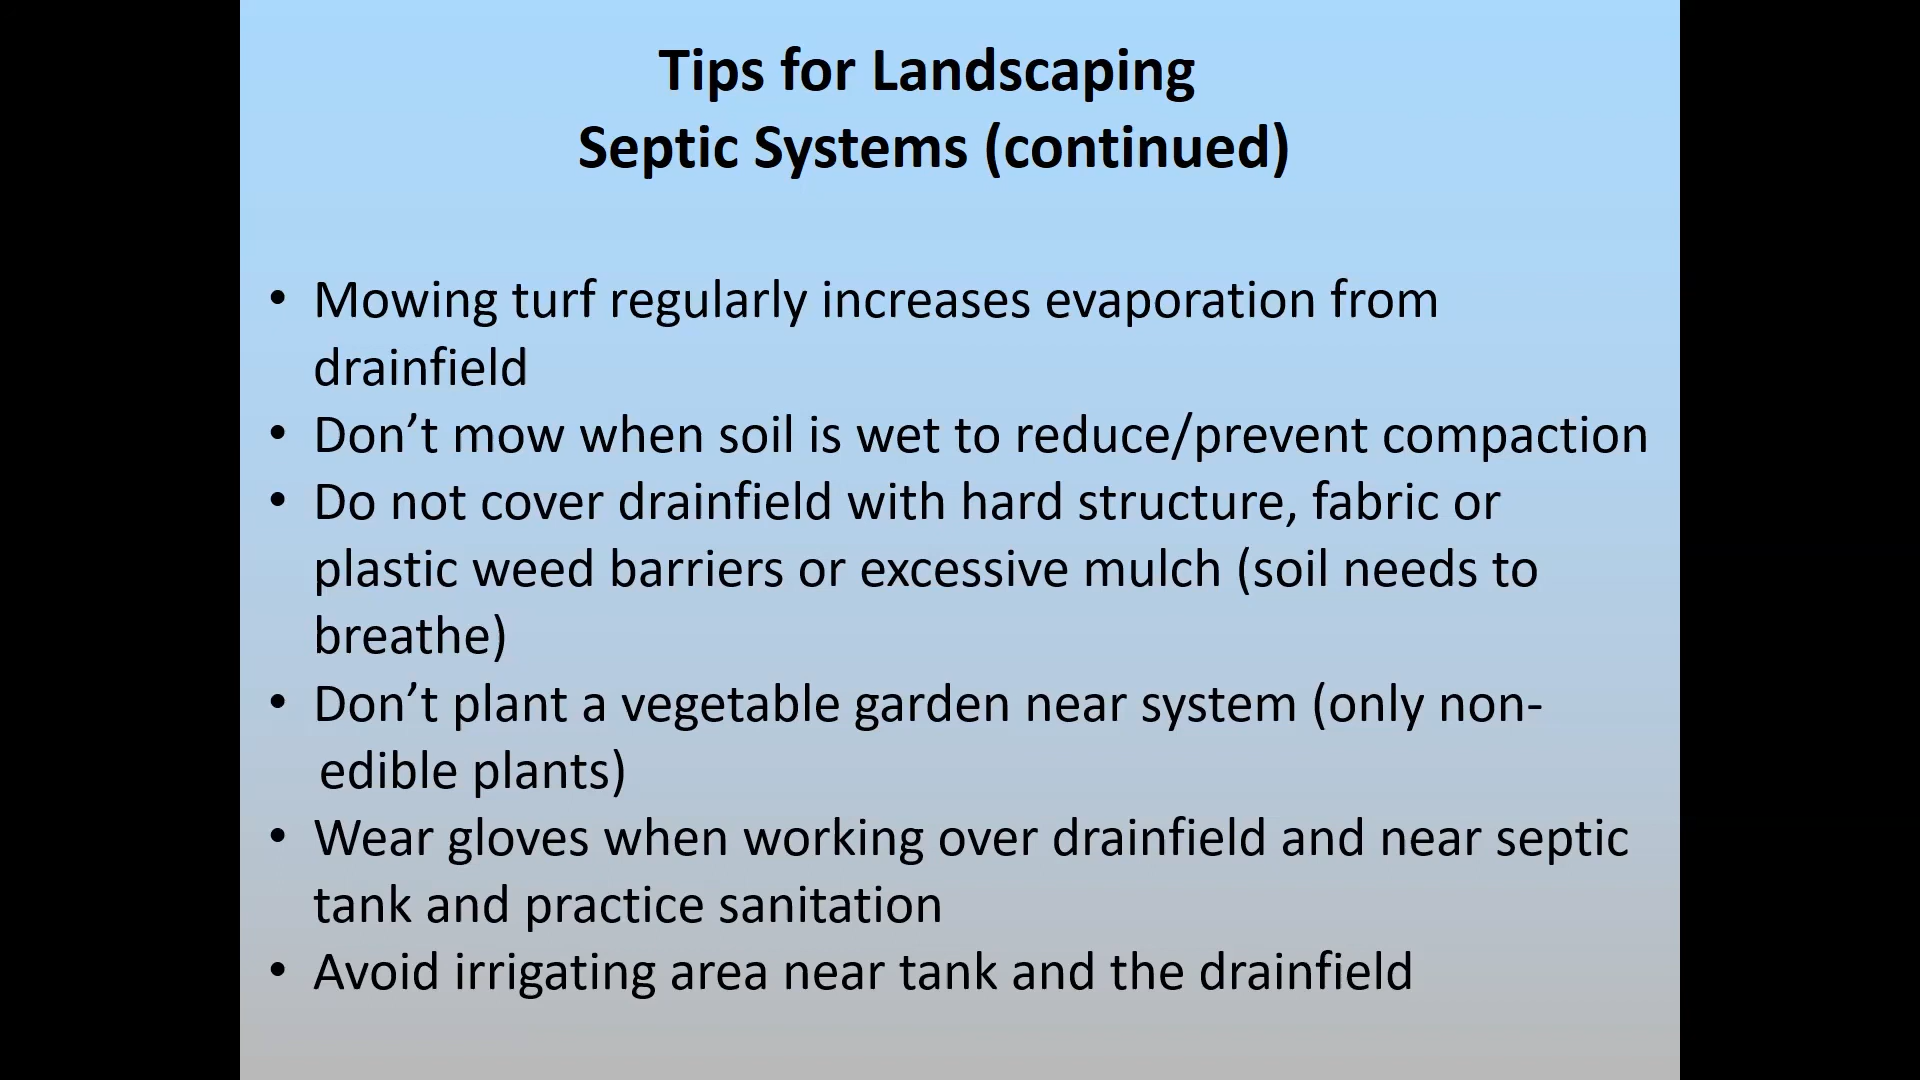 Tips for Landscaping
Septic Systems (continued)
• Mowing turf regularly increases evaporation from
drainfield
• Don’t mow when soil is wet to reduce/prevent compaction
• Do not cover drainfield with hard structure, fabric or
plastic weed barriers or excessive mulch (soil needs to
breathe)
• Don’t plant a vegetable garden near system (only non-
edible plants)
• Wear gloves when working over drainfield and near septic
tank and practice sanitation
• Avoid irrigating area near tank and the drainfield